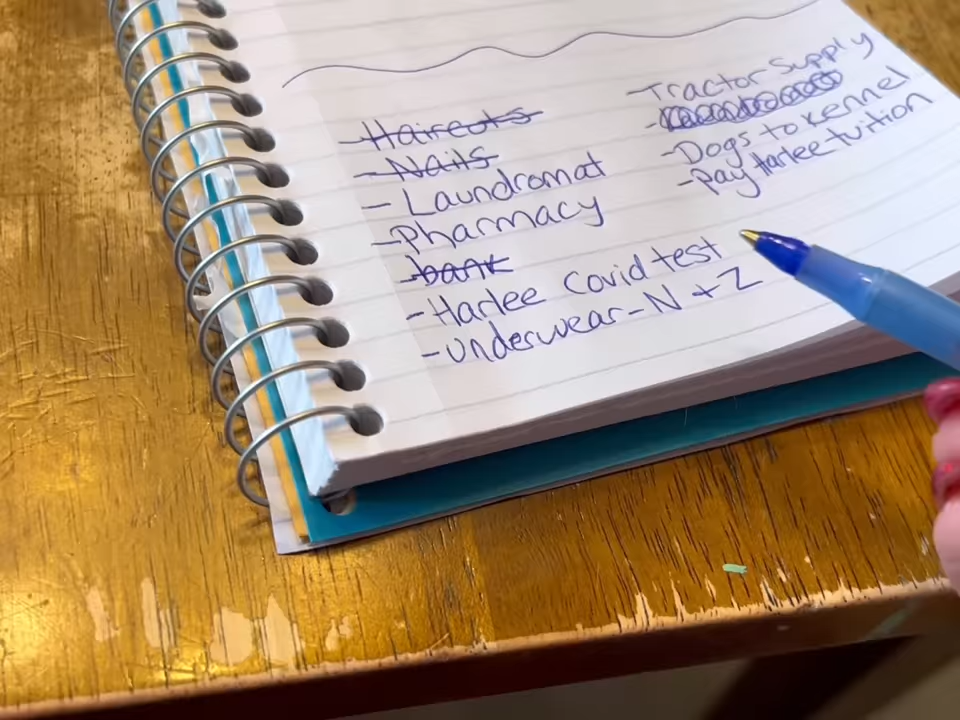 - Haircuts
- Nails
- Laundromat
- Pharmacy
- bank
- Harlee covid test
- underwear - N + Z
- Tractor Supply
- Dogs to Kennel
- pay Harlee tuition